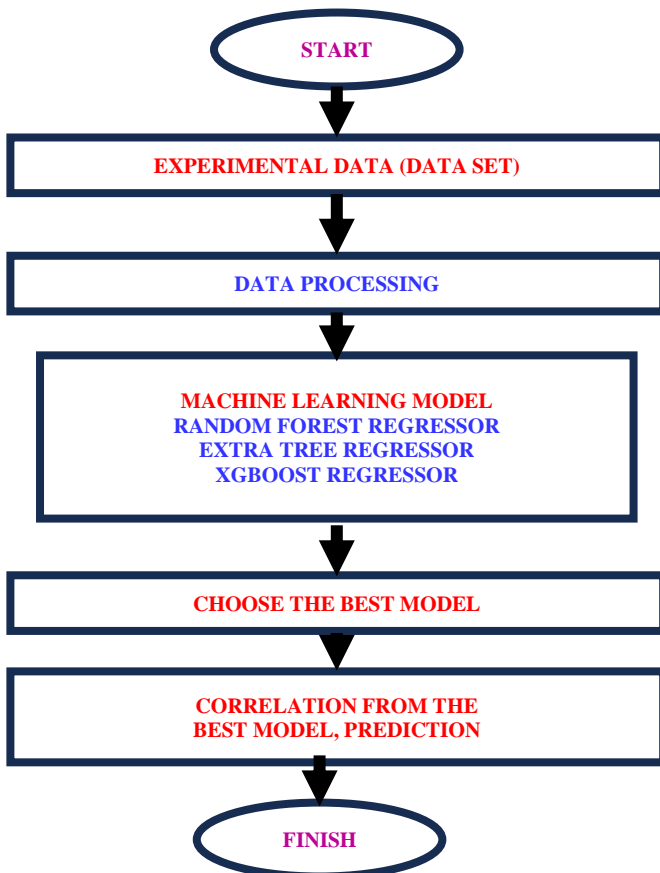 START
EXPERIMENTAL DATA (DATA SET)
DATA PROCESSING
MACHINE LEARNING MODEL
RANDOM FOREST REGRESSOR
EXTRA TREE REGRESSOR
XGBOOST REGRESSOR
CHOOSE THE BEST MODEL
CORRELATION FROM THE
BEST MODEL, PREDICTION
FINISH